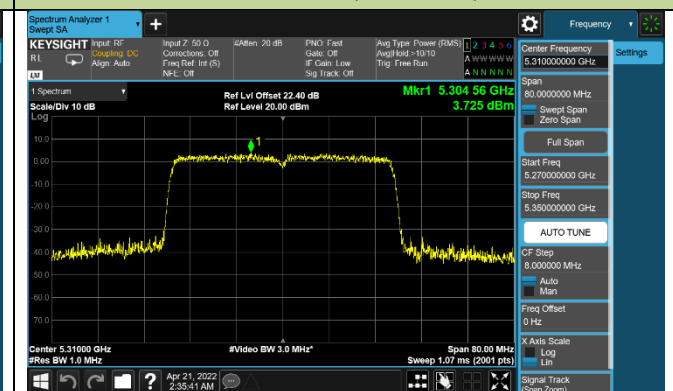 Spectrum Analyzer 1
Swept SA
Frequency
Settings
KEYSIGHT
RL
Input: RF
Coupling: DC
Align: Auto
Input Z: 50 Ω
Corrections: Off
Freq Ref: Int (S)
NFE: Off
#Atten: 20 dB
PNO: Fast
Gate: Off
IF Gain: Low
Sig Track: Off
Avg Type: Power (RMS)
Avg|Hold:>10/10
Trig: Free Run
1 2 3 4 5 6
A W W W W W
A N N N N N
1 Spectrum
Scale/Div 10 dB
Log
Ref Lvl Offset 22.40 dB
Ref Level 20.00 dBm
Mkr1 5.304 56 GHz
3.725 dBm
1
10.0
0.00
-10.0
-20.0
-30.0
-40.0
-50.0
-60.0
-70.0
Center 5.31000 GHz
#Res BW 1.0 MHz
#Video BW 3.0 MHz*
Span 80.00 MHz
Sweep 1.07 ms (2001 pts)
Center Frequency
5.310000000 GHz
Span
80.0000000 MHz
Swept Span
Zero Span
Full Span
Start Freq
5.270000000 GHz
Stop Freq
5.350000000 GHz
AUTO TUNE
CF Step
8.000000 MHz
Auto
Man
Freq Offset
0 Hz
X Axis Scale
Log
Lin
Signal Track
(Span Zoom)
?
Apr 21, 2022
2:35:41 AM